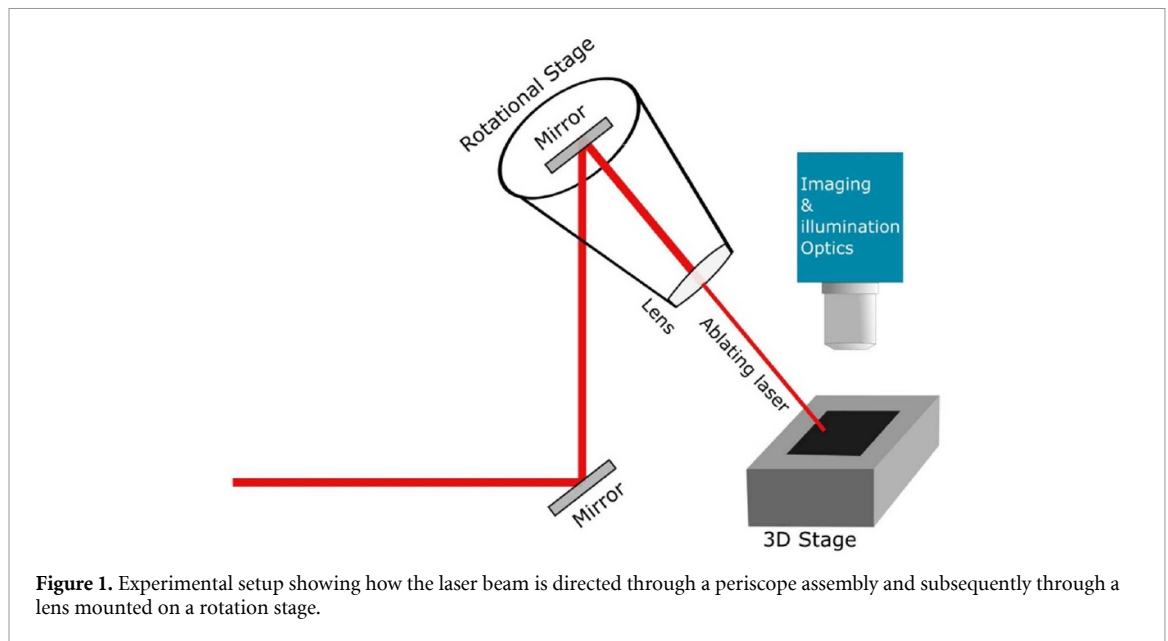 Rotational Stage
Mirror
Imaging
&
illumination
Optics
Lens
Ablating laser
Mirror
3D Stage
Figure 1. Experimental setup showing how the laser beam is directed through a periscope assembly and subsequently through a
lens mounted on a rotation stage.